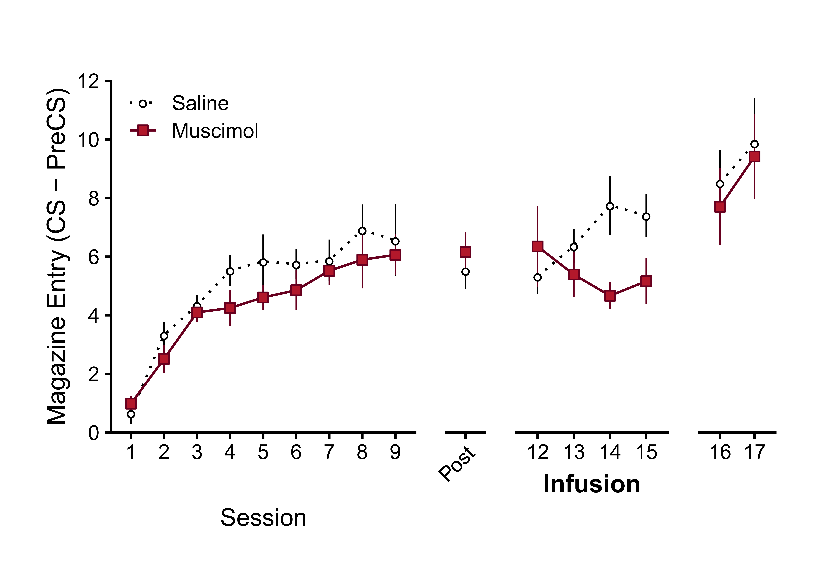 Magazine Entry (CS − PreCS)
12
10
8
6
4
2
0
Saline
Muscimol
1 2 3 4 5 6 7 8 9
Post
12 13 14 15
16 17
Infusion
Session